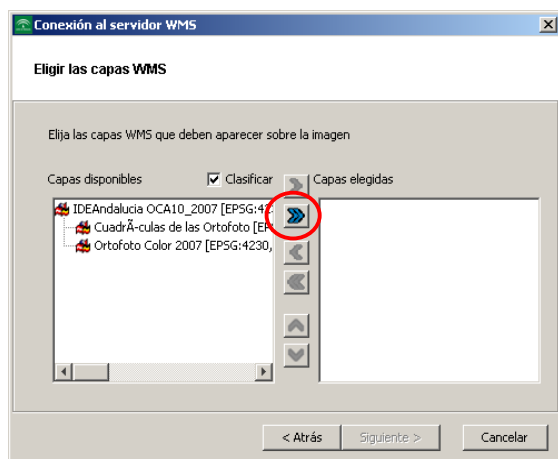 Conexión al servidor WMS
Eligir las capas WMS
Elija las capas WMS que deben aparecer sobre la imagen
Capas disponibles
Clasificar
Capas elegidas
IDEAndalucia OCA10_2007 [EPSG:42
CuadrÃ-culas de las Ortofoto [EP
Ortofoto Color 2007 [EPSG:4230,
< Atrás
Siguiente >
Cancelar